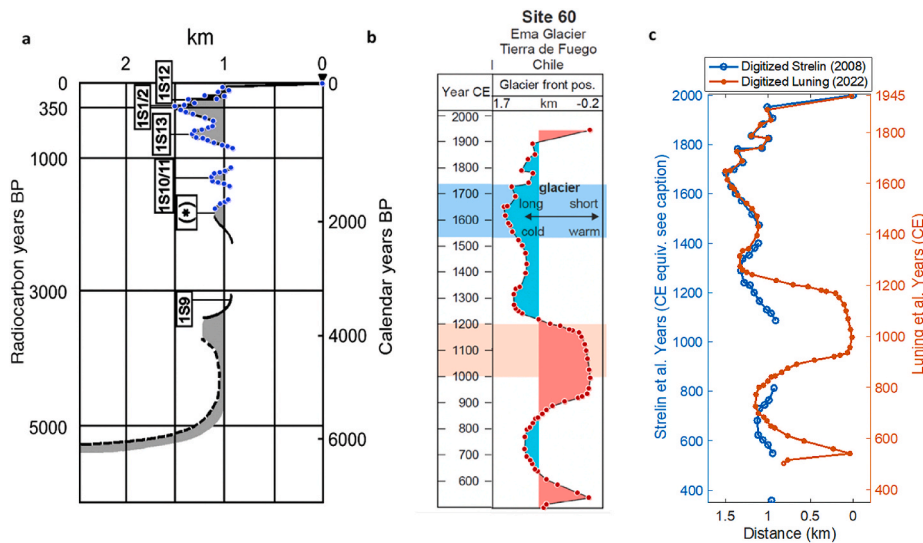 a
km
2
1
0
Radiocarbon years BP
0
350
1000
3000
5000
1S1/2
1S12
1S13
1S10/11
(*)
1S9
0
2000
4000
6000
Calendar years BP
b
Site 60
Ema Glacier
Tierra de Fuego
Chile
Glacier front pos.
Year CE
1.7 km -0.2
2000
1900
1800
1700
1600
1500
1400
1300
1200
1100
1000
900
800
700
600
glacier
long short
cold warm
c
Digitized Strelin (2008)
Digitized Luning (2022)
Strelin et al. Years (CE equiv. see caption)
2000
1800
1600
1400
1200
1000
800
600
400
1945
1800
1600
1400
1200
1000
800
600
400
Luning et al. Years (CE)
1.5 1 0.5 0
Distance (km)